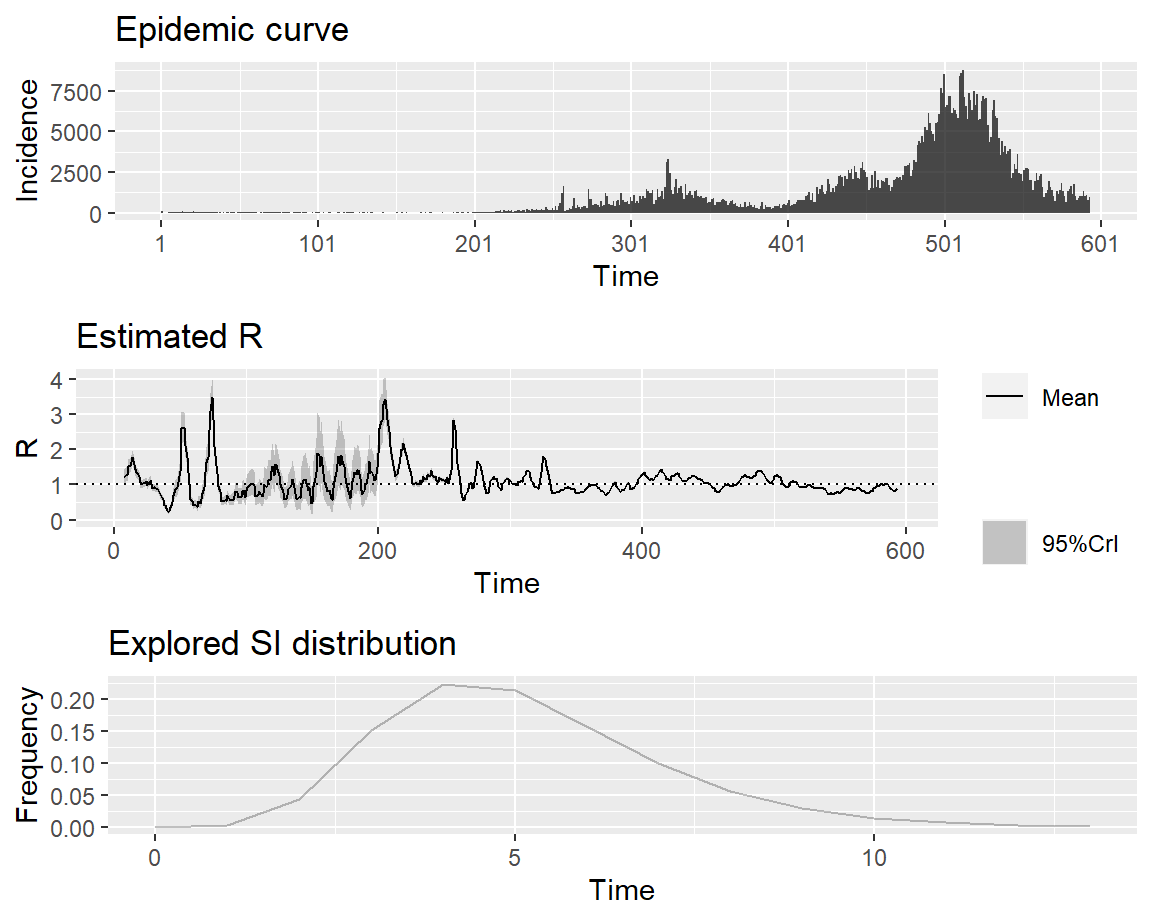 Epidemic curve
Incidence
7500
5000
2500
0
1 101 201 301 401 501 601
Time
Estimated R
R
4
3
2
1
0
0 200 400 600
Time
Mean
95%CrI
Explored SI distribution
Frequency
0.20
0.15
0.10
0.05
0.00
0 5 10
Time